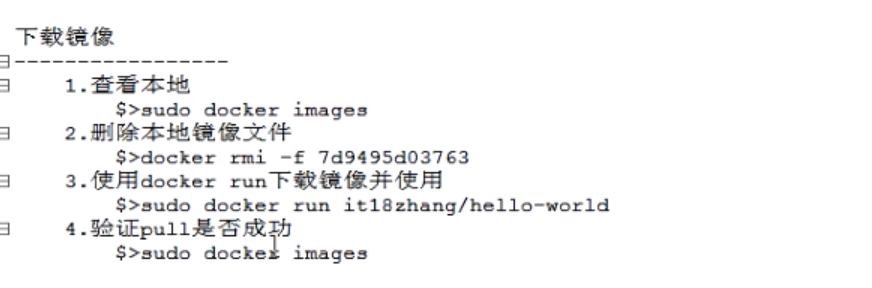 下载镜像
-----------------
1.查看本地
$>sudo docker images
2.删除本地镜像文件
$>docker rmi -f 7d9495d03763
3.使用docker run下载镜像并使用
$>sudo docker run it18zhang/hello-world
4.验证pull是否成功
$>sudo docker images